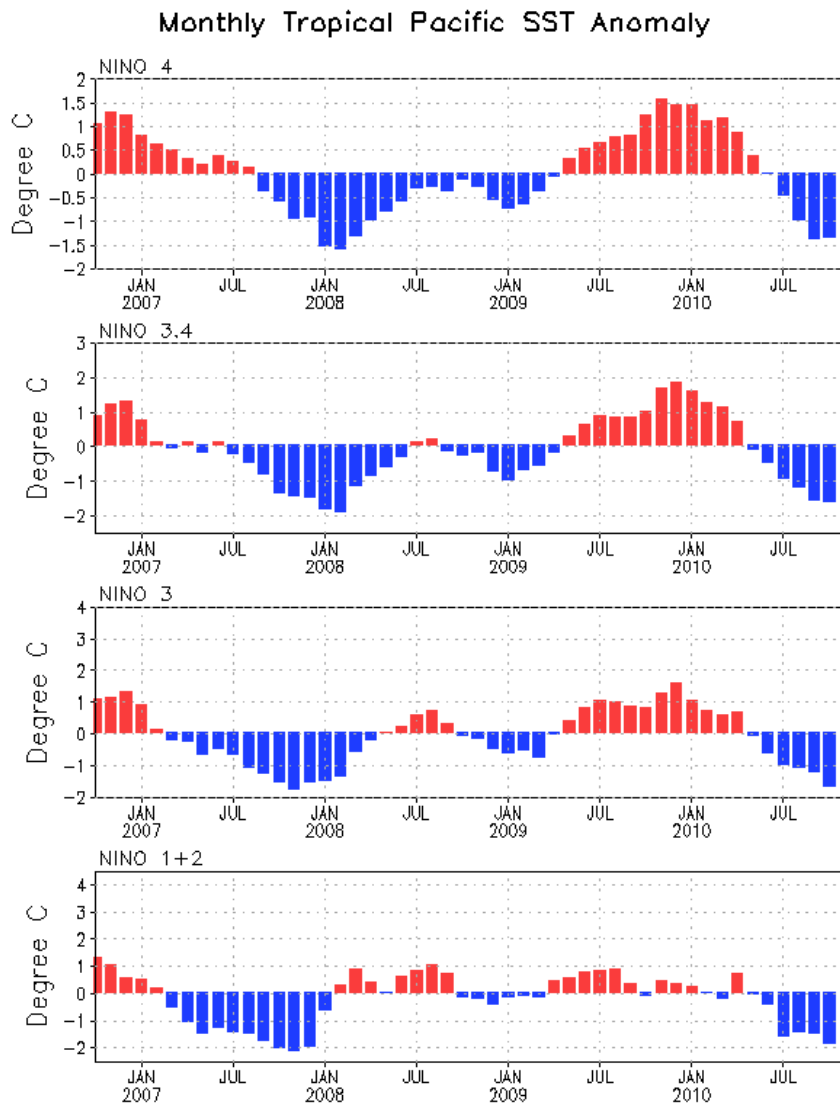 Monthly Tropical Pacific SST Anomaly
NINO 4
Degree C
2
1.5
1
0.5
0
−0.5
−1
−1.5
−2
JAN JUL JAN JUL JAN JUL JAN JUL
2007 2008 2009 2010
NINO 3.4
Degree C
3
2
1
0
−1
−2
JAN JUL JAN JUL JAN JUL JAN JUL
2007 2008 2009 2010
NINO 3
Degree C
4
3
2
1
0
−1
−2
JAN JUL JAN JUL JAN JUL JAN JUL
2007 2008 2009 2010
NINO 1+2
Degree C
4
3
2
1
0
−1
−2
JAN JUL JAN JUL JAN JUL JAN JUL
2007 2008 2009 2010